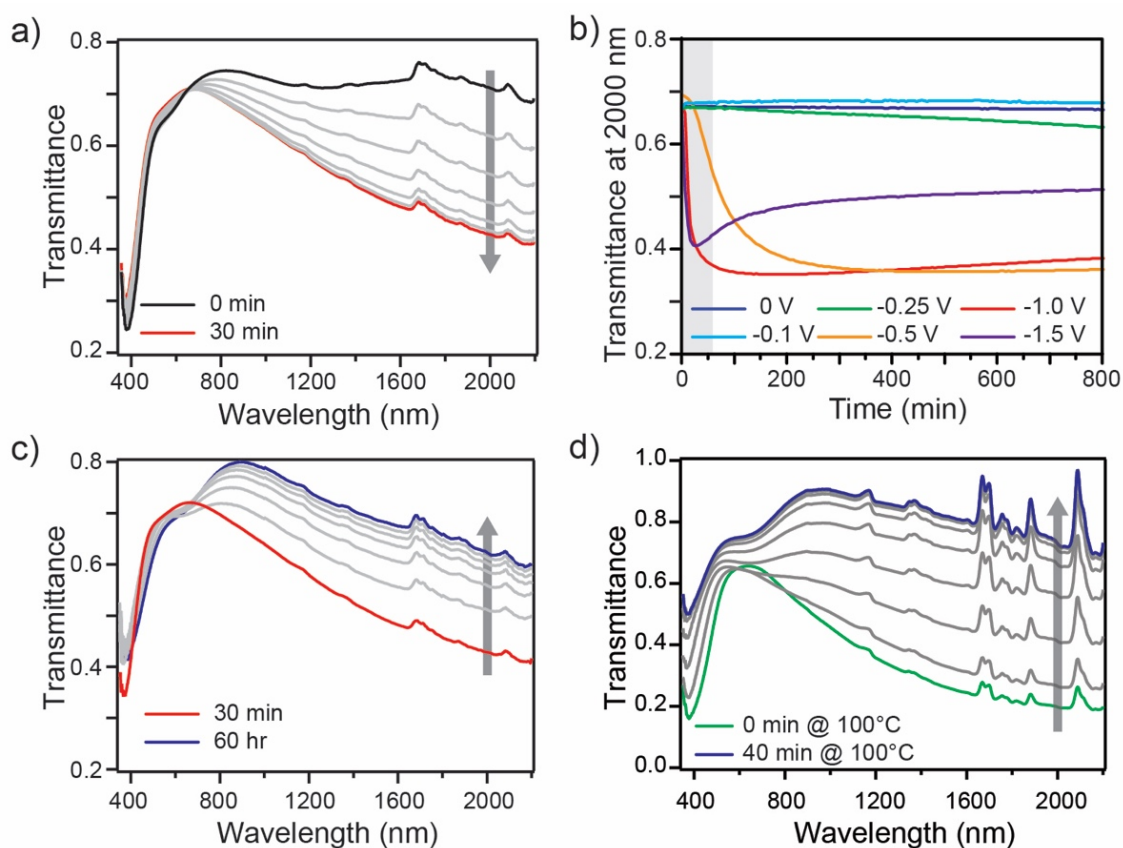 a)
0.8
0.6
0.4
0.2
Transmittance
0 min
30 min
400 800 1200 1600 2000
Wavelength (nm)
b)
0.8
0.6
0.4
0.2
Transmittance at 2000 nm
0 V -0.25 V -1.0 V
-0.1 V -0.5 V -1.5 V
0 200 400 600 800
Time (min)
c)
0.8
0.6
0.4
0.2
Transmittance
30 min
60 hr
400 800 1200 1600 2000
Wavelength (nm)
d)
1.0
0.8
0.6
0.4
0.2
0.0
Transmittance
0 min @ 100°C
40 min @ 100°C
400 800 1200 1600 2000
Wavelength (nm)